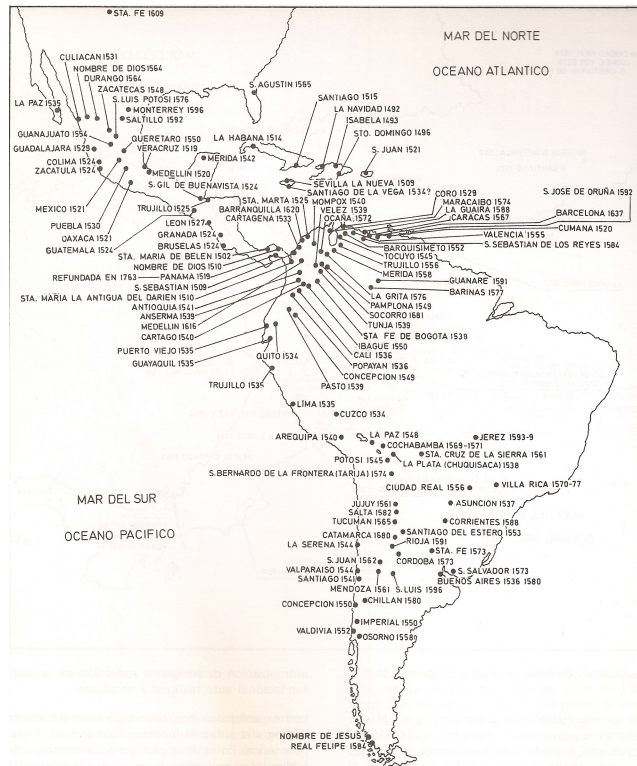 STA. FE 1609
MAR DEL NORTE
OCEANO ATLANTICO
CULIACAN 1531
NOMBRE DE DIOS 1564
DURANGO 1564
ZACATECAS 1548
S. LUIS POTOSI 1576
MONTERREY 1596
SALTILLO 1592
LA PAZ 1535
GUANAJUATO 1554
GUADALAJARA 1529
COLIMA 1524
ZACATULA 1524
QUERETARO 1550
VERACRUZ 1519
MEDELLIN 1520
MERIDA 1542
S. GIL DE BUENAVISTA 1524
MEXICO 1521
PUEBLA 1530
OAXACA 1521
GUATEMALA 1524
S. AGUSTIN 1565
LA HABANA 1514
SANTIAGO 1515
LA NAVIDAD 1492
ISABELA 1493
STO. DOMINGO 1496
S. JUAN 1521
SEVILLA LA NUEVA 1509
SANTIAGO DE LA VEGA 1534?
TRUJILLO 1525
LEON 1527
GRANADA 1524
BRUSELAS 1524
STA. MARIA DE BELEN 1502
NOMBRE DE DIOS 1510
REFUNDADA EN 1763 PANAMA 1519
S. SEBASTIAN 1509
STA. MARIA LA ANTIGUA DEL DARIEN 1510
ANTIOQUIA 1541
ANSERMA 1539
MEDELLIN 1616
CARTAGO 1540
STA. MARTA 1525
BARRANQUILLA 1620
CARTAGENA 1533
MOMPOX 1540
VELEZ 1539
OCAÑA 1572
CORO 1529
MARACAIBO 1574
LA GUAIRA 1588
CARACAS 1567
S. JOSE DE ORUÑA 1592
BARCELONA 1637
CUMANA 1520
VALENCIA 1555
S. SEBASTIAN DE LOS REYES 1584
BARQUISIMETO 1552
TOCUYO 1545
TRUJILLO 1556
MERIDA 1558
GUANARE 1591
BARINAS 1577
LA GRITA 1576
PAMPLONA 1549
SOCORRO 1681
TUNJA 1539
STA FE DE BOGOTA 1538
IBAGUE 1550
CALI 1536
POPAYAN 1536
CONCEPCION 1549
PASTO 1539
PUERTO VIEJO 1535
QUITO 1534
GUAYAQUIL 1535
TRUJILLO 1535
LIMA 1535
CUZCO 1534
AREQUIPA 1540
LA PAZ 1548
COCHABAMBA 1569-1571
JEREZ 1593-9
STA. CRUZ DE LA SIERRA 1561
POTOSI 1545
LA PLATA (CHUQUISACA) 1538
S. BERNARDO DE LA FRONTERA (TARIJA) 1574
CIUDAD REAL 1556
VILLA RICA 1570-77
MAR DEL SUR
OCEANO PACIFICO
JUJUY 1561
ASUNCION 1537
SALTA 1582
TUCUMAN 1565
CORRIENTES 1588
SANTIAGO DEL ESTERO 1553
CATAMARCA 1680
RIOJA 1591
LA SERENA 1544
STA. FE 1573
CORDOBA 1573
S. JUAN 1562
VALPARAISO 1544
SANTIAGO 1541
S. SALVADOR 1573
BUENOS AIRES 1536 1580
MENDOZA 1561
S. LUIS 1596
CONCEPCION 1550
CHILLAN 1580
IMPERIAL 1550
VALDIVIA 1552
OSORNO 1558
NOMBRE DE JESUS
REAL FELIPE 1584